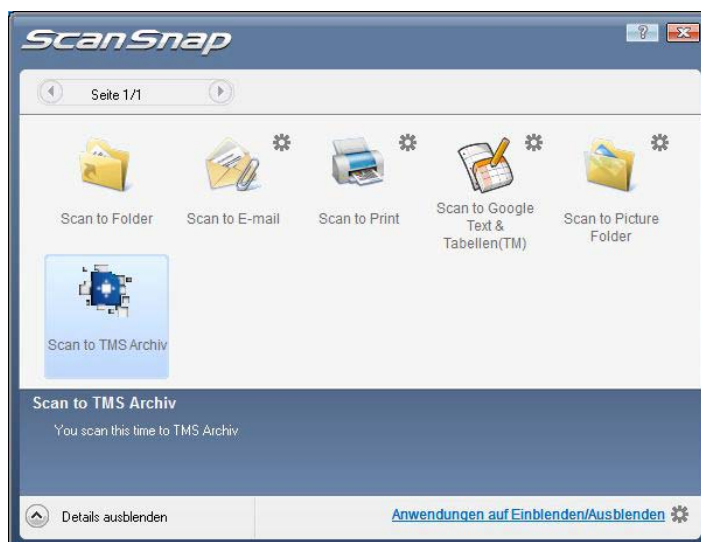 ScanSnap
?
Seite 1/1
Scan to Folder
Scan to E-mail
Scan to Print
Scan to Google
Text &
Tabellen(TM)
Scan to Picture
Folder
Scan to TMS Archiv
Scan to TMS Archiv
You scan this time to TMS Archiv
Details ausblenden
Anwendungen auf Einblenden/Ausblenden